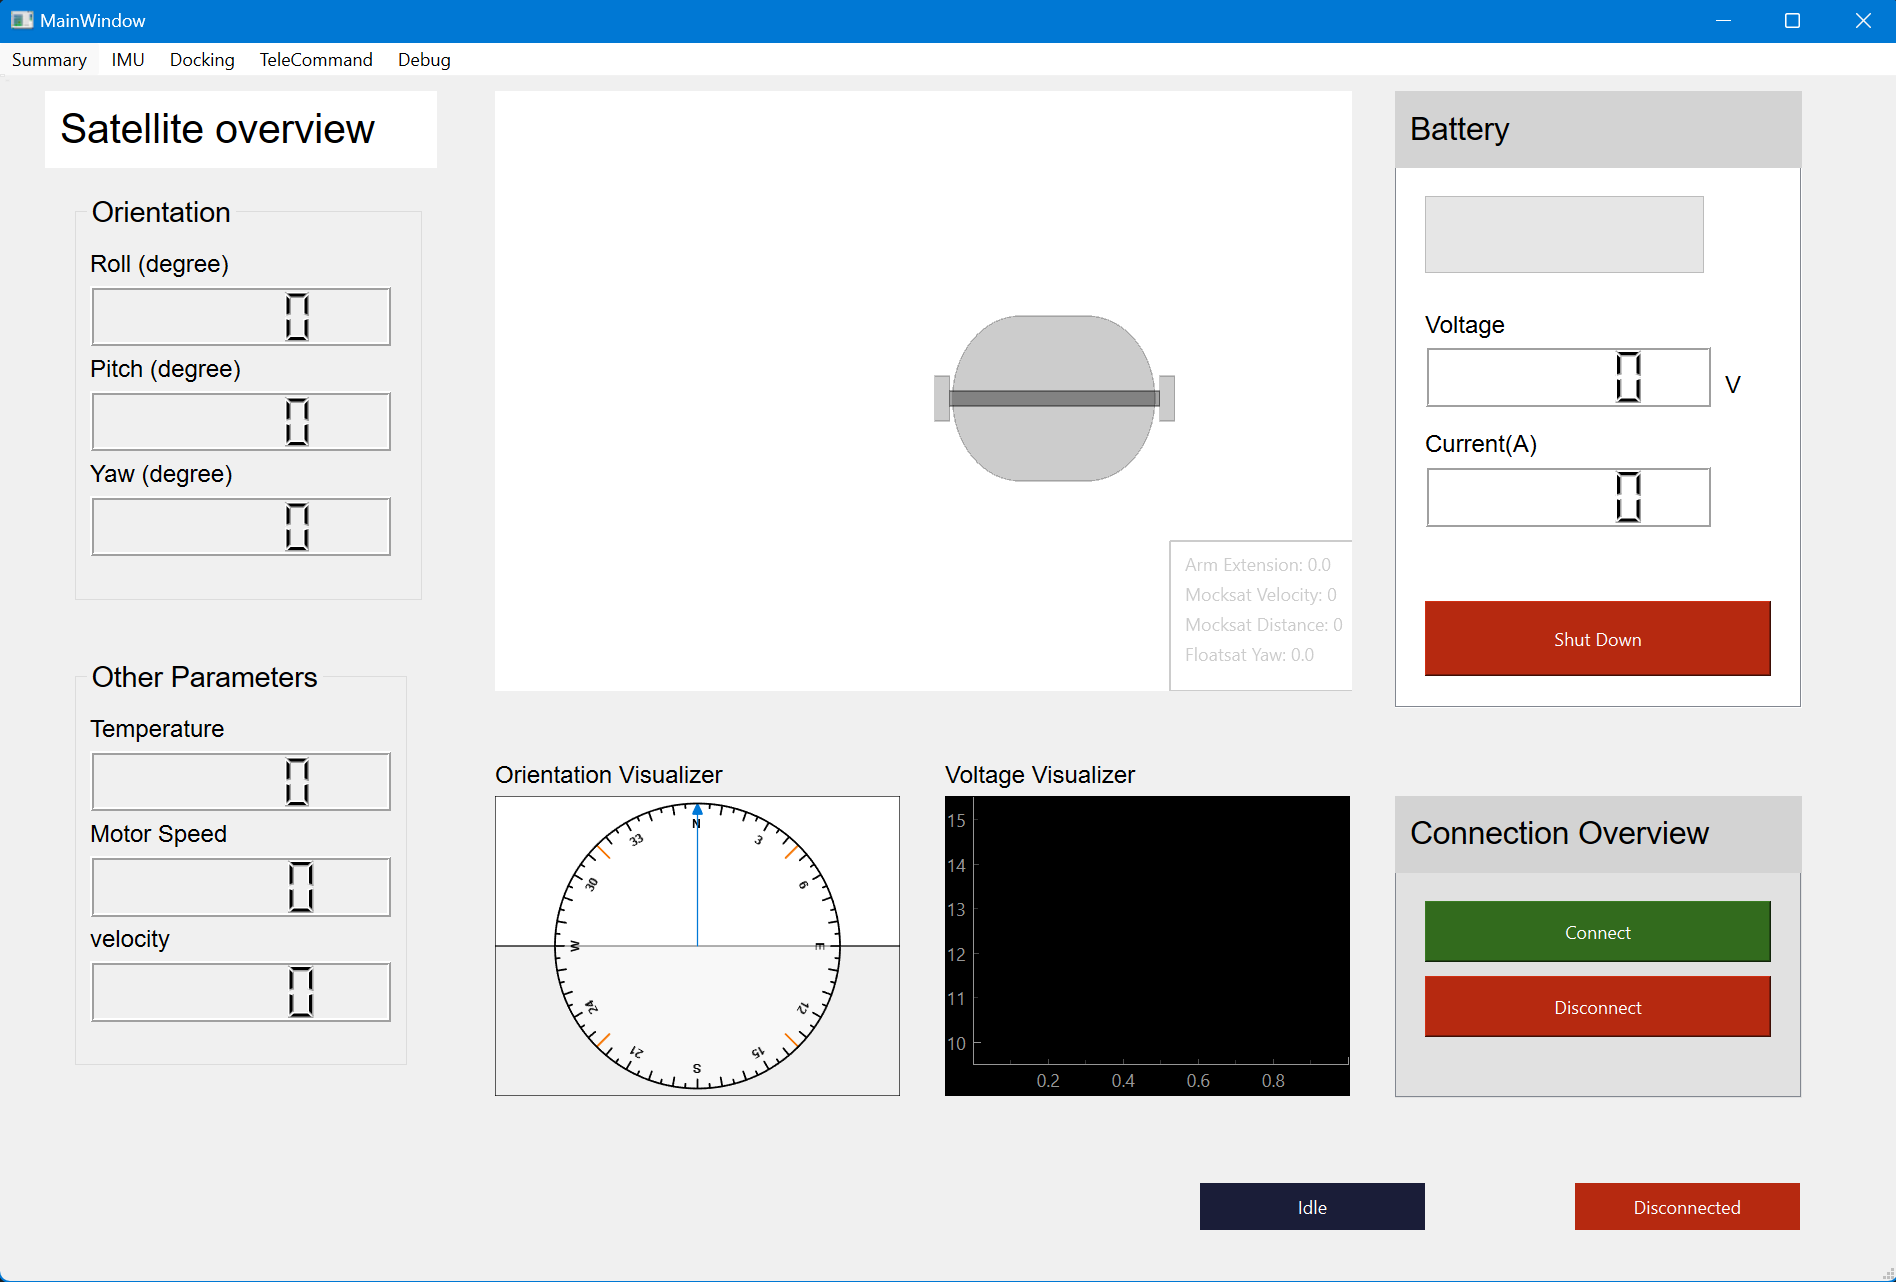 MainWindow
Summary IMU Docking TeleCommand Debug
Satellite overview
Orientation
Roll (degree)
0
Pitch (degree)
0
Yaw (degree)
0
Other Parameters
Temperature
0
Motor Speed
0
velocity
0
Arm Extension: 0.0
Mocksat Velocity: 0
Mocksat Distance: 0
Floatsat Yaw: 0.0
Orientation Visualizer
N
33 3
30 6
W E
24 12
21 15
S
Voltage Visualizer
15
14
13
12
11
10
0.2 0.4 0.6 0.8
Battery
Voltage
0 V
Current(A)
0
Shut Down
Connection Overview
Connect
Disconnect
Idle Disconnected